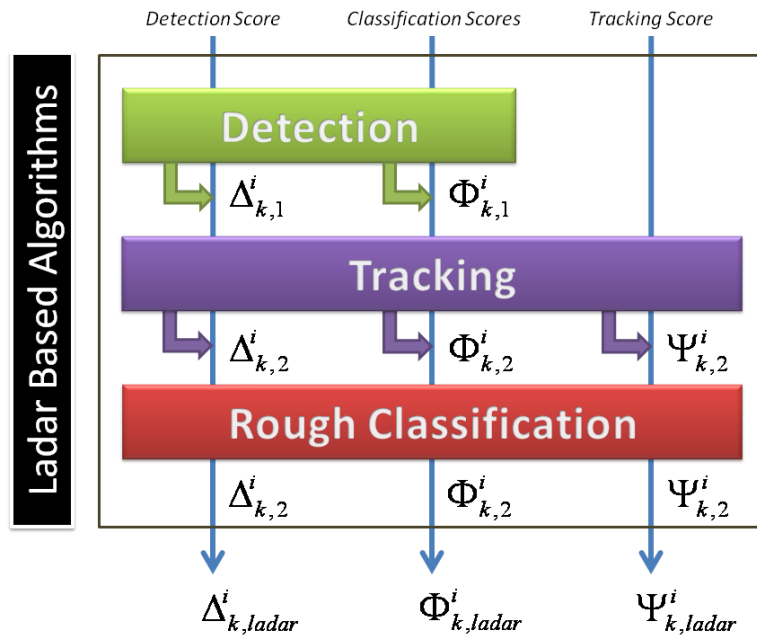 Detection Score
Classification Scores
Tracking Score
Ladar Based Algorithms
Detection
Δ^i_{k,1}
Φ^i_{k,1}
Tracking
Δ^i_{k,2}
Φ^i_{k,2}
Ψ^i_{k,2}
Rough Classification
Δ^i_{k,2}
Φ^i_{k,2}
Ψ^i_{k,2}
Δ^i_{k,ladar}
Φ^i_{k,ladar}
Ψ^i_{k,ladar}